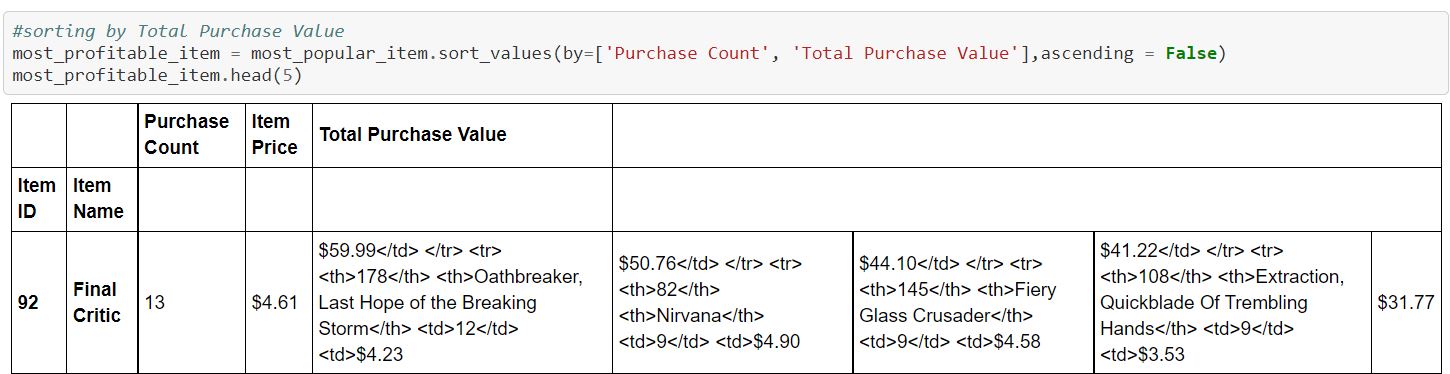 #sorting by Total Purchase Value
most_profitable_item = most_popular_item.sort_values(by=['Purchase Count', 'Total Purchase Value'],ascending = False)
most_profitable_item.head(5)
Purchase
Count
Item
Price
Total Purchase Value
Item
ID
Item
Name
92
Final
Critic
13
$4.61
$59.99</td> </tr> <tr>
<th>178</th> <th>Oathbreaker,
Last Hope of the Breaking
Storm</th> <td>12</td>
<td>$4.23
$50.76</td> </tr> <tr>
<th>82</th>
<th>Nirvana</th>
<td>9</td> <td>$4.90
$44.10</td> </tr> <tr>
<th>145</th> <th>Fiery
Glass Crusader</th>
<td>9</td> <td>$4.58
$41.22</td> </tr> <tr>
<th>108</th> <th>Extraction,
Quickblade Of Trembling
Hands</th> <td>9</td>
<td>$3.53
$31.77